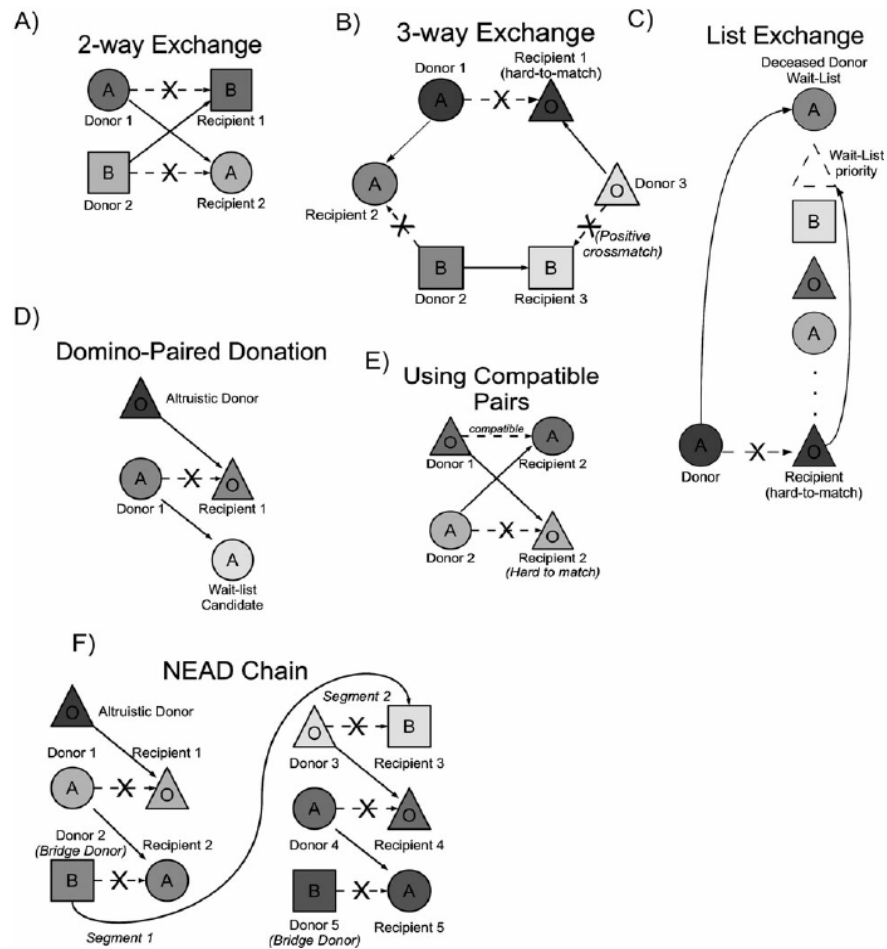 A)
2-way Exchange
A
X
B
Donor 1
Recipient 1
B
X
A
Donor 2
Recipient 2
B)
3-way Exchange
Donor 1
Recipient 1
(hard-to-match)
A
X
O
A
Recipient 2
O
Donor 3
X
X
(Positive
crossmatch)
B
B
Donor 2
Recipient 3
C)
List Exchange
Deceased Donor
Wait-List
A
Wait-List
priority
B
O
A
A
X
O
Donor
Recipient
(hard-to-match)
D)
Domino-Paired Donation
O
Altruistic Donor
A
X
O
Donor 1
Recipient 1
A
Wait-list
Candidate
E)
Using Compatible
Pairs
O
compatible
A
Donor 1
Recipient 2
A
X
O
Donor 2
Recipient 2
(Hard to match)
F)
NEAD Chain
O
Altruistic Donor
Donor 1
Recipient 1
A
X
O
Donor 2
(Bridge Donor)
Recipient 2
B
X
A
Segment 1
Segment 2
O
X
B
Donor 3
Recipient 3
A
X
O
Donor 4
Recipient 4
B
X
A
Donor 5
(Bridge Donor)
Recipient 5